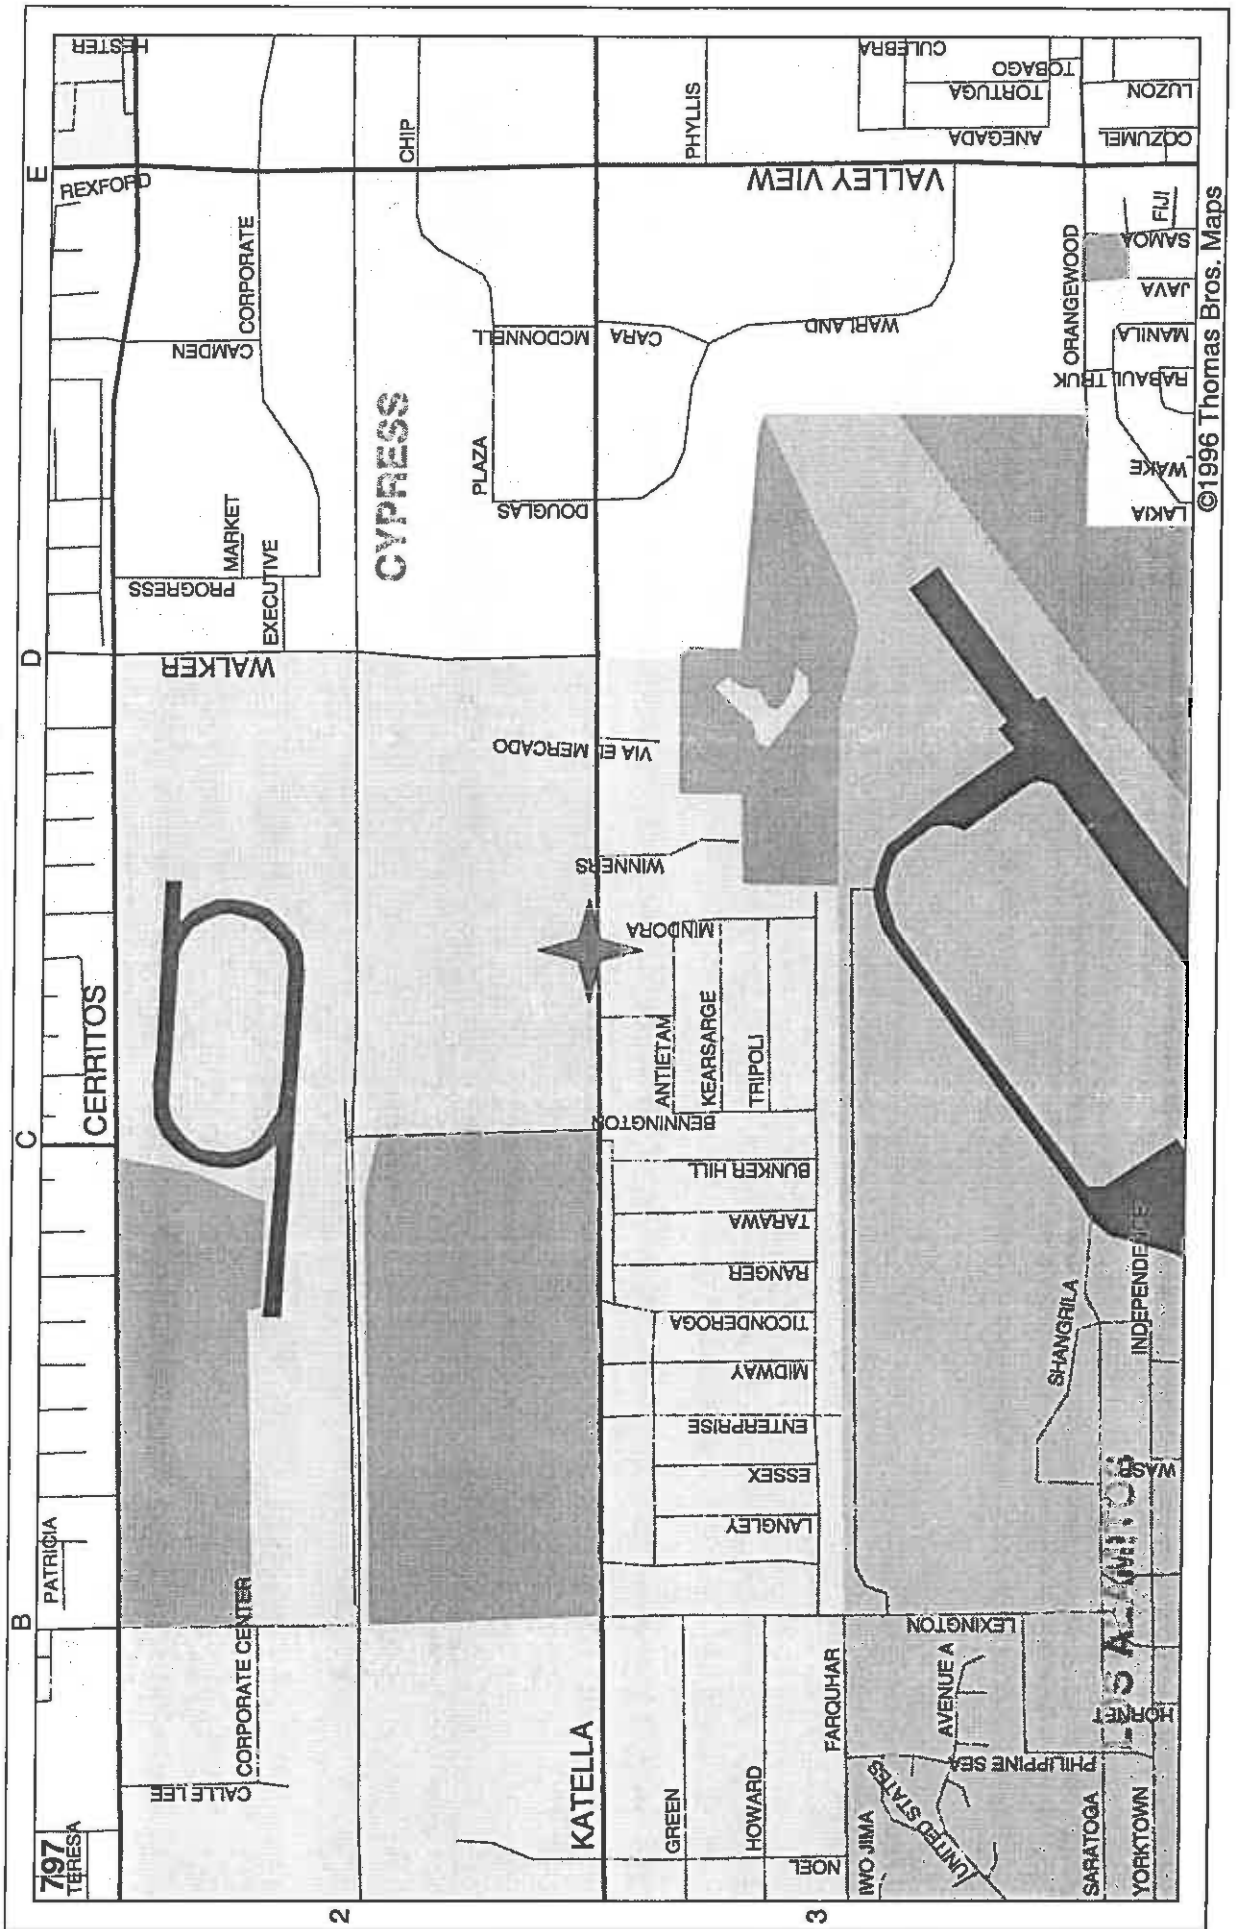 797
TERESA
B
C
D
E
2
3
PATRICIA
CERRITOS
REXFORD
HESTER
CALLE LEE
CORPORATE CENTER
WALKER
PROGRESS
MARKET
EXECUTIVE
CAMDEN
CORPORATE
CYPRESS
CHIP
PLAZA
DOUGLAS
MCDONNELL
CARA
WARLAND
VALLEY VIEW
PHYLLIS
CULEBRA
TOBAGO
TORTUGA
ANEGADA
LUZON
COZUMEL
KATELLA
VIA EL MERCADO
WINNERS
MINDORA
ANTIETAM
KEARSARGE
TRIPOLI
BENNINGTON
BUNKER HILL
TARAWA
RANGER
TICONDEROGA
MIDWAY
ENTERPRISE
ESSEX
LANGLEY
GREEN
HOWARD
NOEL
FARQUHAR
LEXINGTON
IWO JIMA
UNITED STATES
AVENUE A
PHILIPPINE SEA
SARATOGA
YORKTOWN
HORNET
LOS ALAMITOS
WASP
SHANGRILA
INDEPENDENCE
ORANGEWOOD
TRUK
RABAUL
MANILA
JAVA
SAMOA
FIJI
WAKE
LAKIA
©1996 Thomas Bros. Maps